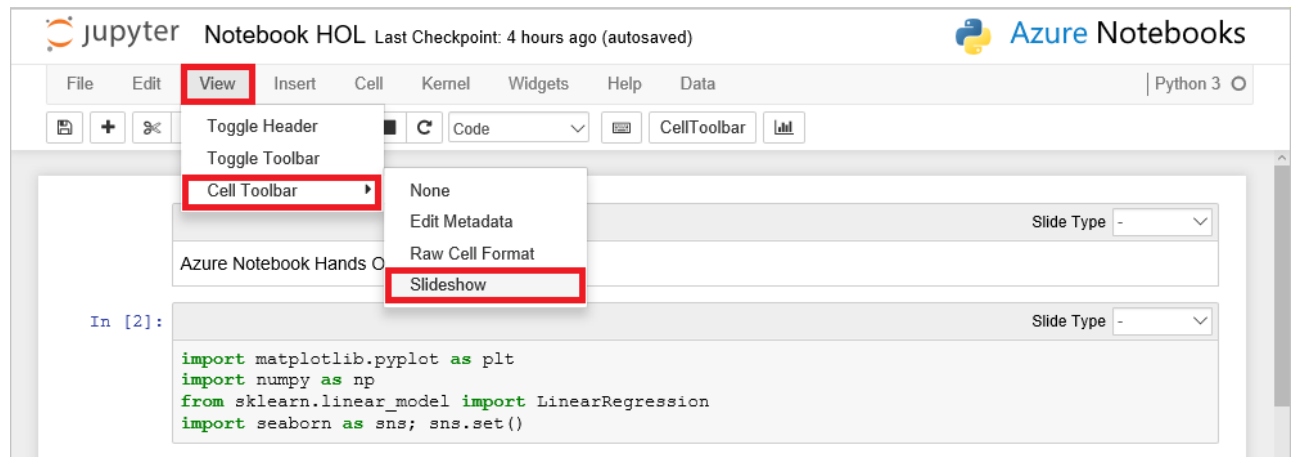 jupyter Notebook HOL Last Checkpoint: 4 hours ago (autosaved) Azure Notebooks
File Edit View Insert Cell Kernel Widgets Help Data Python 3
Toggle Header Code CellToolbar
Toggle Toolbar
Cell Toolbar None
Edit Metadata Slide Type -
Raw Cell Format
Azure Notebook Hands O
Slideshow
In [2]: Slide Type -
import matplotlib.pyplot as plt
import numpy as np
from sklearn.linear_model import LinearRegression
import seaborn as sns; sns.set()